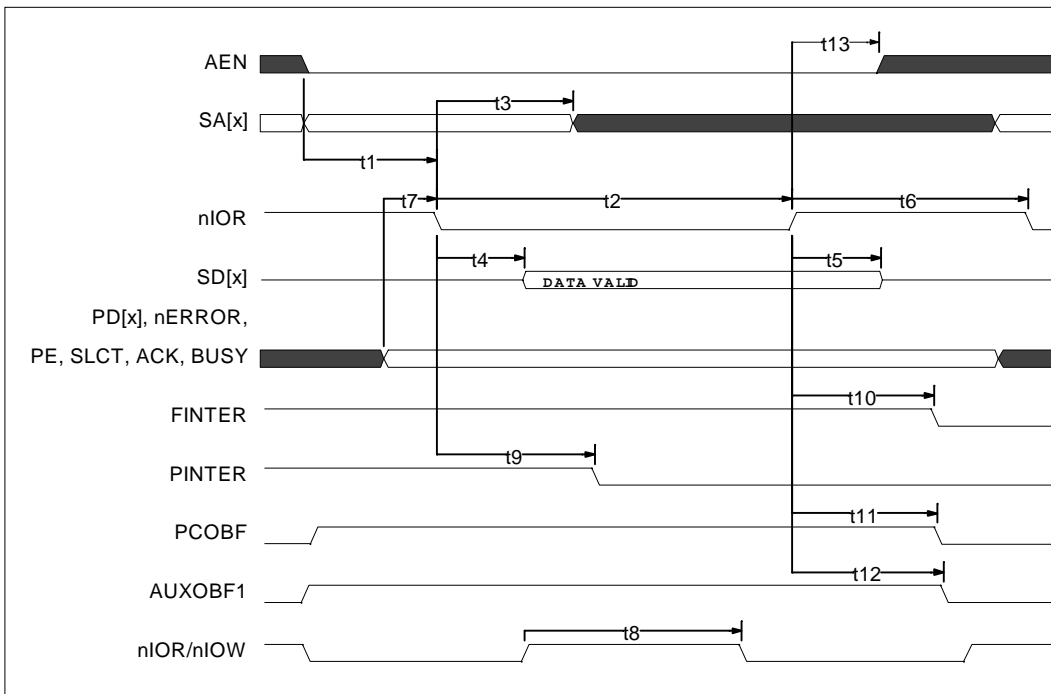 t13
AEN
t3
SA[x]
t1
t7 t2 t6
nIOR
t4 t5
SD[x]
DATA VALID
PD[x], nERROR,
PE, SLCT, ACK, BUSY
t10
FINTER
t9
PINTER
t11
PCOBF
t12
AUXOBF1
t8
nIOR/nIOW